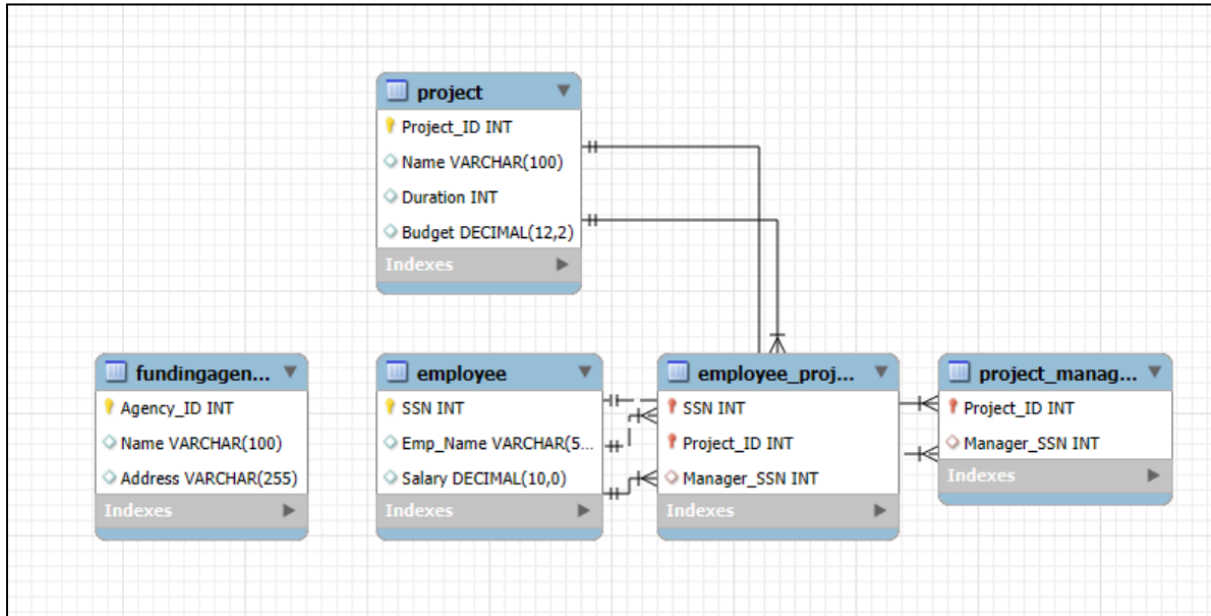 project
Project_ID INT
Name VARCHAR(100)
Duration INT
Budget DECIMAL(12,2)
Indexes
fundingagen...
Agency_ID INT
Name VARCHAR(100)
Address VARCHAR(255)
Indexes
employee
SSN INT
Emp_Name VARCHAR(5...
Salary DECIMAL(10,0)
Indexes
employee_proj...
SSN INT
Project_ID INT
Manager_SSN INT
Indexes
project_manag...
Project_ID INT
Manager_SSN INT
Indexes